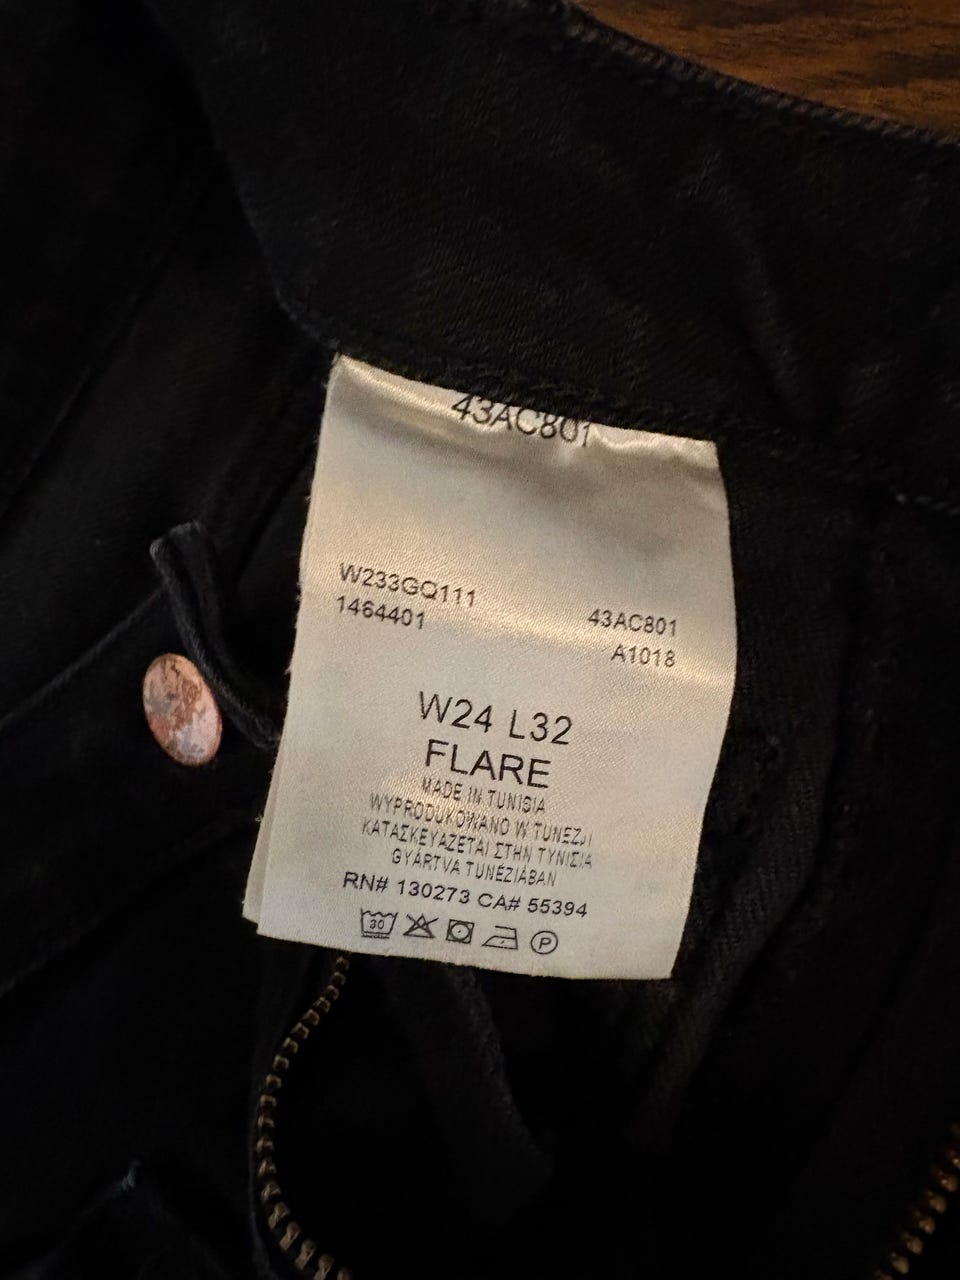 43AC801
W233GQ111
1464401
43AC801
A1018
W24 L32
FLARE
MADE IN TUNISIA
WYPRODUKOWANO W TUNEZJI
ΚΑΤΑΣΚΕΥΑΖΕΤΑΙ ΣΤΗΝ ΤΥΝΙΣΙΑ
GYÁRTVA TUNÉZIÁBAN
RN# 130273 CA# 55394
30
P